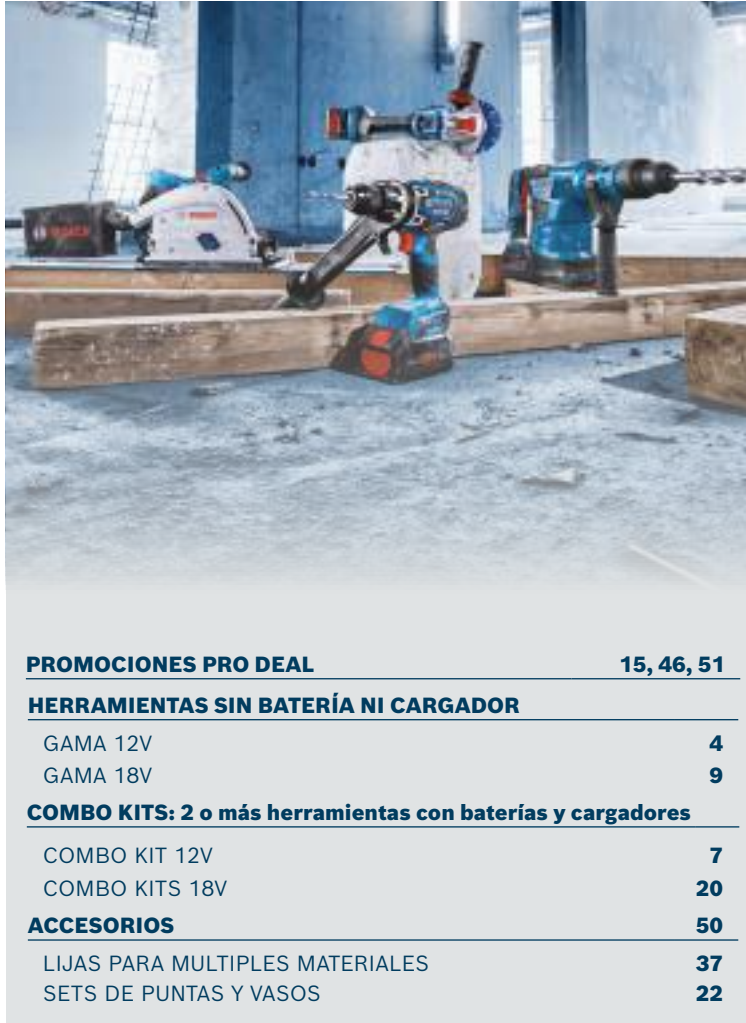 BOSCH
BOSCH
PROMOCIONES PRO DEAL 15, 46, 51
HERRAMIENTAS SIN BATERÍA NI CARGADOR
GAMA 12V 4
GAMA 18V 9
COMBO KITS: 2 o más herramientas con baterías y cargadores
COMBO KIT 12V 7
COMBO KITS 18V 20
ACCESORIOS 50
LIJAS PARA MULTIPLES MATERIALES 37
SETS DE PUNTAS Y VASOS 22